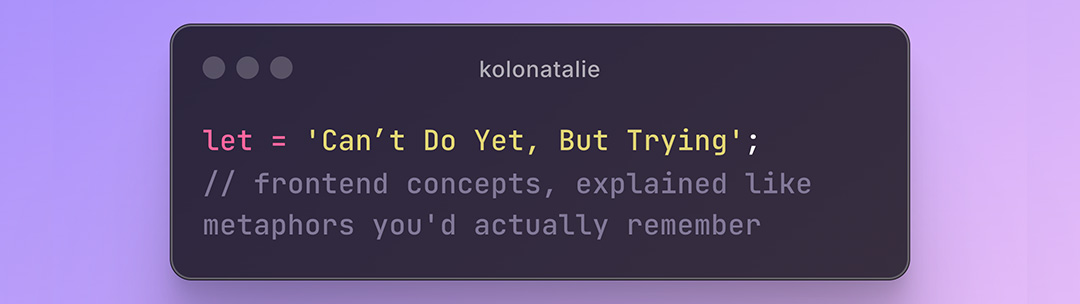 kolonatalie
let = 'Can’t Do Yet, But Trying';
// frontend concepts, explained like
metaphors you'd actually remember